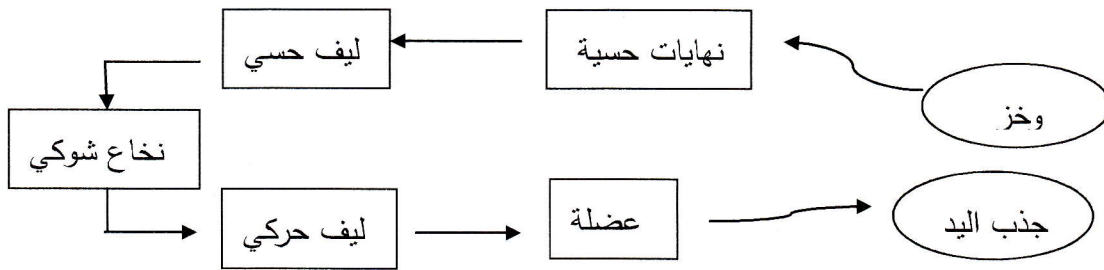 وخز
نهايات حسية
ليف حسي
نخاع شوكي
ليف حركي
عضلة
جذب اليد